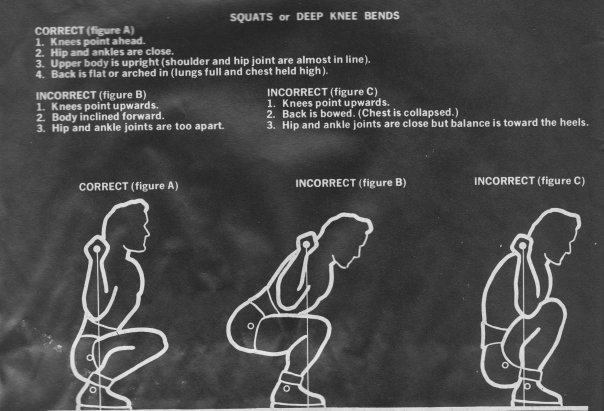 SQUATS or DEEP KNEE BENDS
CORRECT (figure A)
1. Knees point ahead.
2. Hip and ankles are close.
3. Upper body is upright (shoulder and hip joint are almost in line).
4. Back is flat or arched in (lungs full and chest held high).
INCORRECT (figure B)
1. Knees point upwards.
2. Body inclined forward.
3. Hip and ankle joints are too apart.
INCORRECT (figure C)
1. Knees point upwards.
2. Back is bowed. (Chest is collapsed.)
3. Hip and ankle joints are close but balance is toward the heels.
CORRECT (figure A)
INCORRECT (figure B)
INCORRECT (figure C)